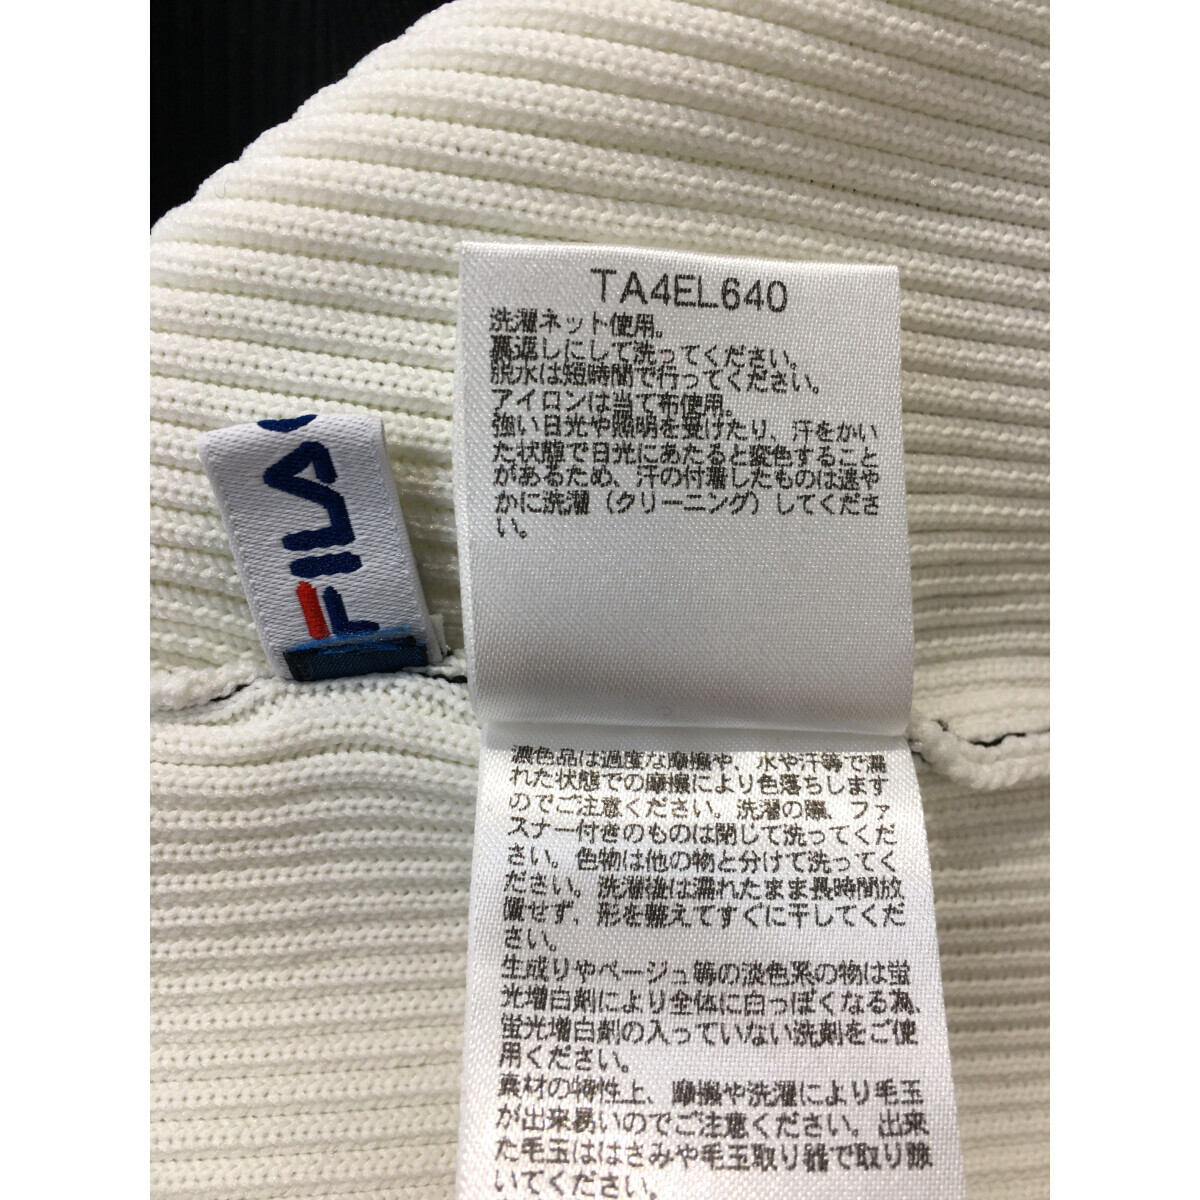 TA4EL640
洗濯ネット使用。
裏返しにして洗ってください。
脱水は短時間で行ってください。
アイロンは当て布使用。
強い日光や照明を受けたり、汗をかい
た状態で日光にあたると変色すること
があるため、汗の付着したものは速や
かに洗濯（クリーニング）してくださ
い。
FILA
濃色品は過度な摩擦や、水や汗等で濡
れた状態での摩擦により色落ちします
のでご注意ください。洗濯の際、ファ
スナー付きのものは閉じて洗ってくだ
さい。色物は他の物と分けて洗ってく
ださい。洗濯後は濡れたまま長時間放
置せず、形を整えてすぐに干してくだ
さい。
生成りやベージュ等の淡色系の物は蛍
光増白剤により全体に白っぽくなる為、
蛍光増白剤の入っていない洗剤をご使
用ください。
素材の特性上、摩擦や洗濯により毛玉
が出来易いのでご注意ください。出来
た毛玉ははさみや毛玉取り器で取り除
いてください。